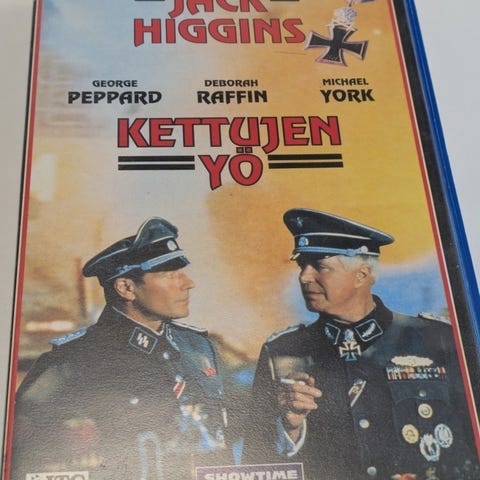 JACK
HIGGINS
GEORGE
PEPPARD
DEBORAH
RAFFIN
MICHAEL
YORK
KETTUJEN
YÖ
SHOWTIME